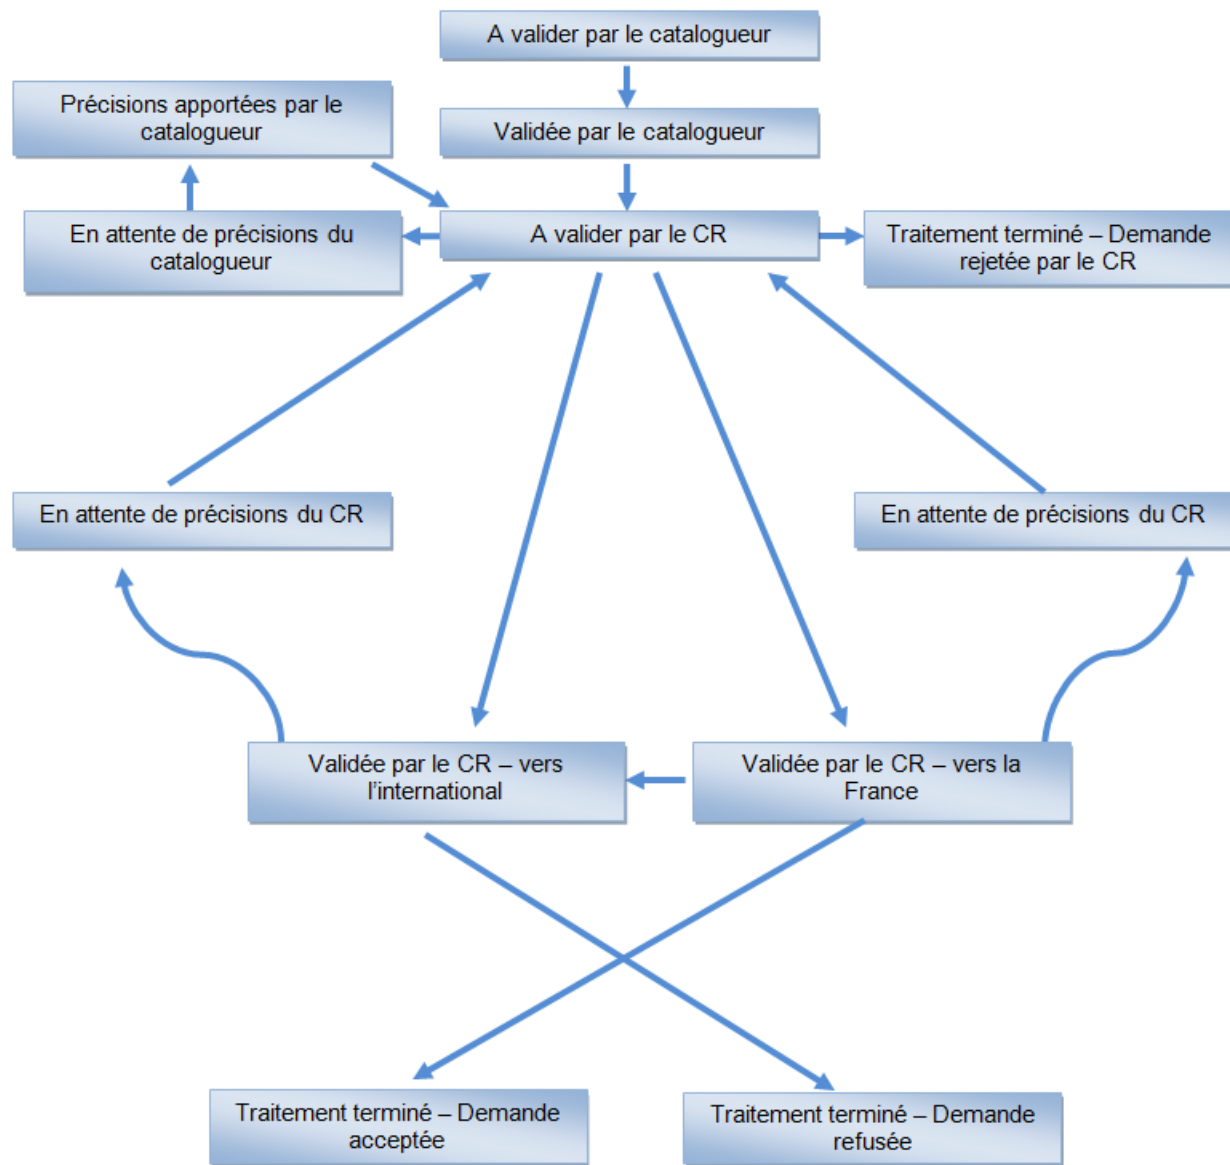 A valider par le catalogueur
Précisions apportées par le
catalogueur
Validée par le catalogueur
En attente de précisions du
catalogueur
A valider par le CR
Traitement terminé – Demande
rejetée par le CR
En attente de précisions du CR
En attente de précisions du CR
Validée par le CR – vers
l'international
Validée par le CR – vers la
France
Traitement terminé – Demande
acceptée
Traitement terminé – Demande
refusée